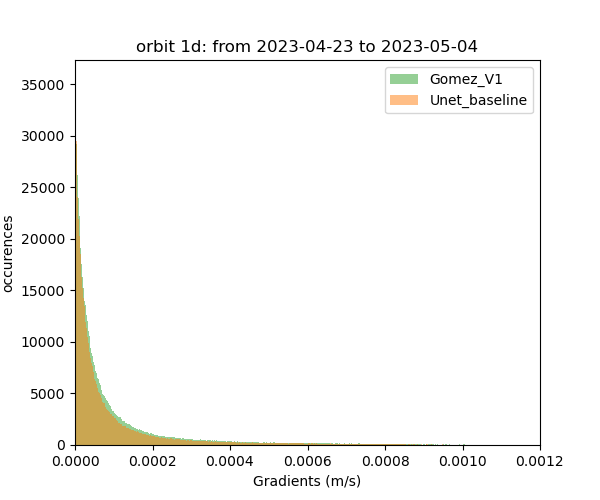 orbit 1d: from 2023-04-23 to 2023-05-04
Gomez_V1
Unet_baseline
occurences
35000
30000
25000
20000
15000
10000
5000
0
0.0000 0.0002 0.0004 0.0006 0.0008 0.0010 0.0012
Gradients (m/s)